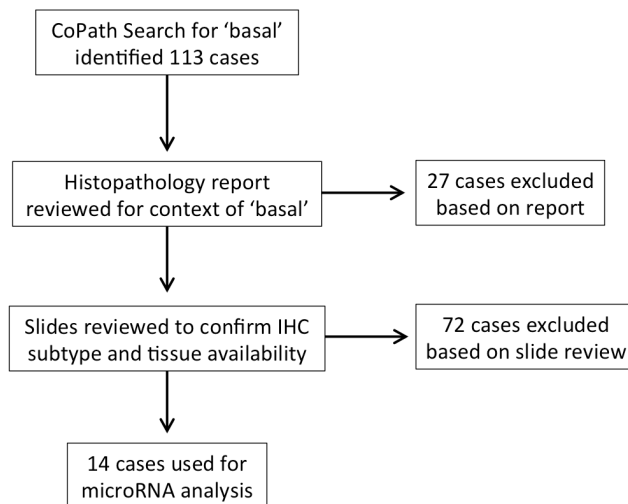 CoPath Search for ‘basal’
identified 113 cases
Histopathology report
reviewed for context of ‘basal’
27 cases excluded
based on report
Slides reviewed to confirm IHC
subtype and tissue availability
72 cases excluded
based on slide review
14 cases used for
microRNA analysis